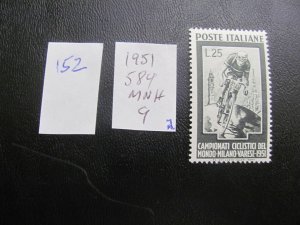 152
1951
584
MNH
9
POSTE ITALIANE
L.25
CAMPIONATI CICLISTICI DEL
MONDO·MILANO·VARESE·1951